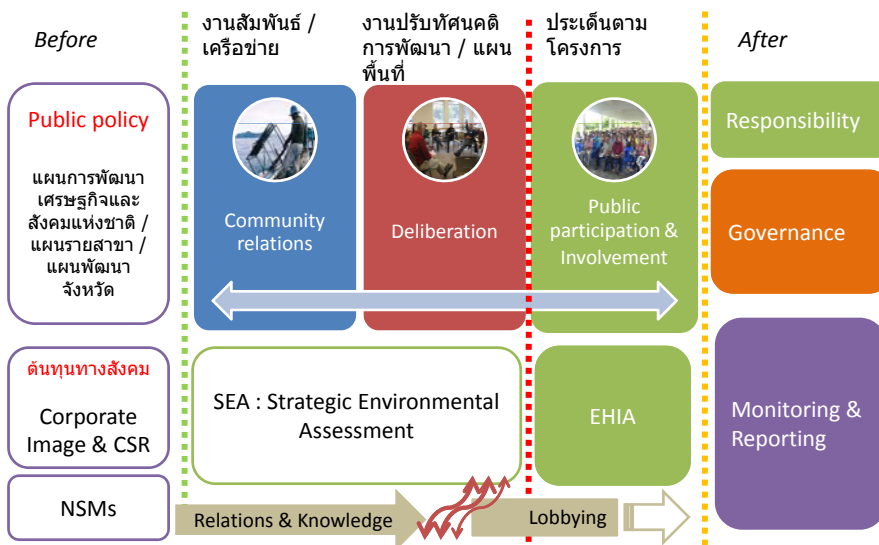 Before
งานสัมพันธ์ /
เครือข่าย
งานปรับทัศนคติ
การพัฒนา / แผน
พื้นที่
ประเด็นตาม
โครงการ
After
Public policy
แผนการพัฒนา
เศรษฐกิจและ
สังคมแห่งชาติ /
แผนรายสาขา /
แผนพัฒนา
จังหวัด
Community
relations
Deliberation
Public
participation &
Involvement
Responsibility
Governance
ต้นทุนทางสังคม
Corporate
Image & CSR
SEA : Strategic Environmental
Assessment
EHIA
Monitoring &
Reporting
NSMs
Relations & Knowledge
Lobbying